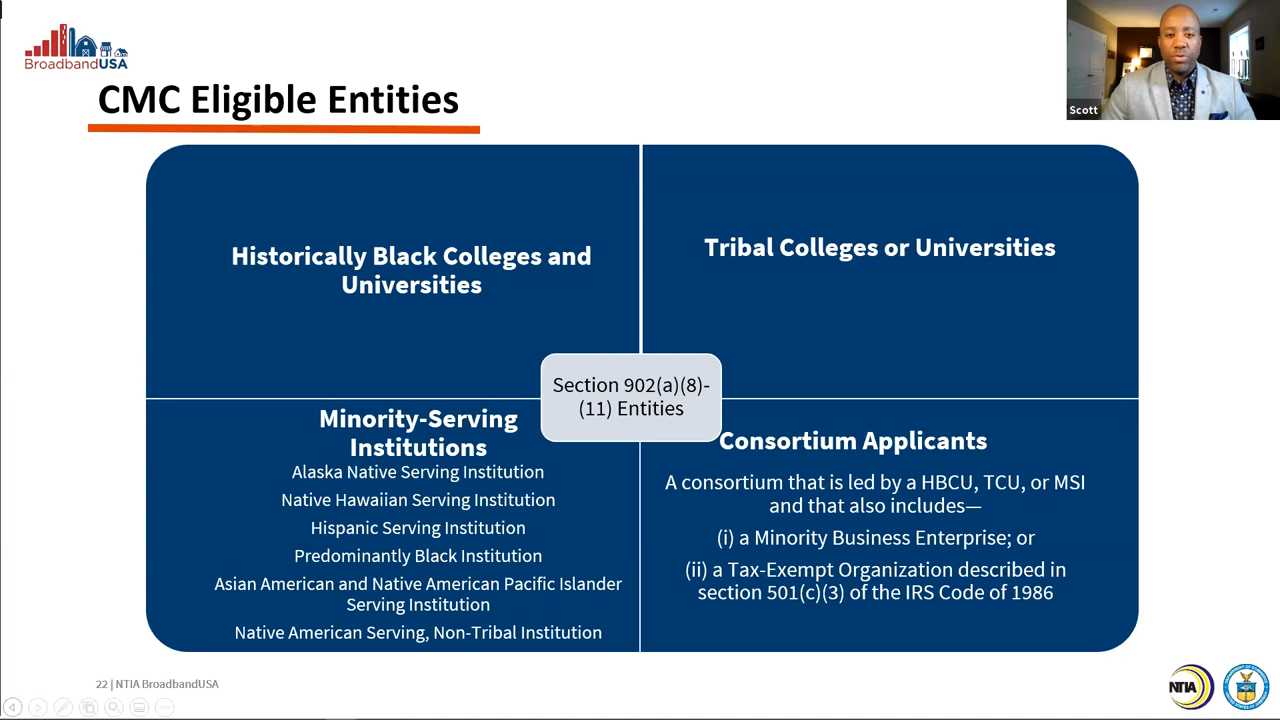 BroadbandUSA
Scott
CMC Eligible Entities
Historically Black Colleges and
Universities
Tribal Colleges or Universities
Section 902(a)(8)-
(11) Entities
Minority-Serving
Institutions
Alaska Native Serving Institution
Native Hawaiian Serving Institution
Hispanic Serving Institution
Predominantly Black Institution
Asian American and Native American Pacific Islander
Serving Institution
Native American Serving, Non-Tribal Institution
Consortium Applicants
A consortium that is led by a HBCU, TCU, or MSI
and that also includes—
(i) a Minority Business Enterprise; or
(ii) a Tax-Exempt Organization described in
section 501(c)(3) of the IRS Code of 1986
22 | NTIA BroadbandUSA
NTIA